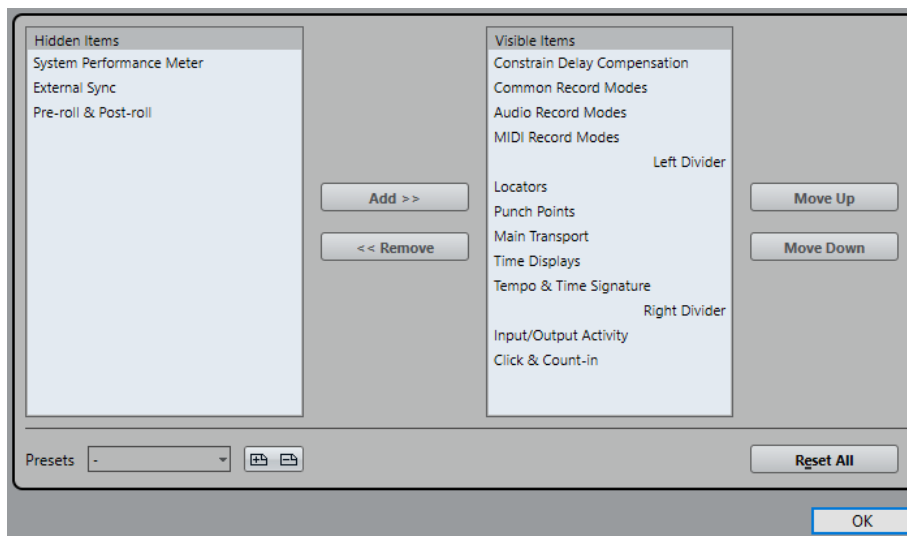 Hidden Items
System Performance Meter
External Sync
Pre-roll & Post-roll
Add >>
<< Remove
Visible Items
Constrain Delay Compensation
Common Record Modes
Audio Record Modes
MIDI Record Modes
Left Divider
Locators
Punch Points
Main Transport
Time Displays
Tempo & Time Signature
Right Divider
Input/Output Activity
Click & Count-in
Move Up
Move Down
Presets -
Reset All
OK